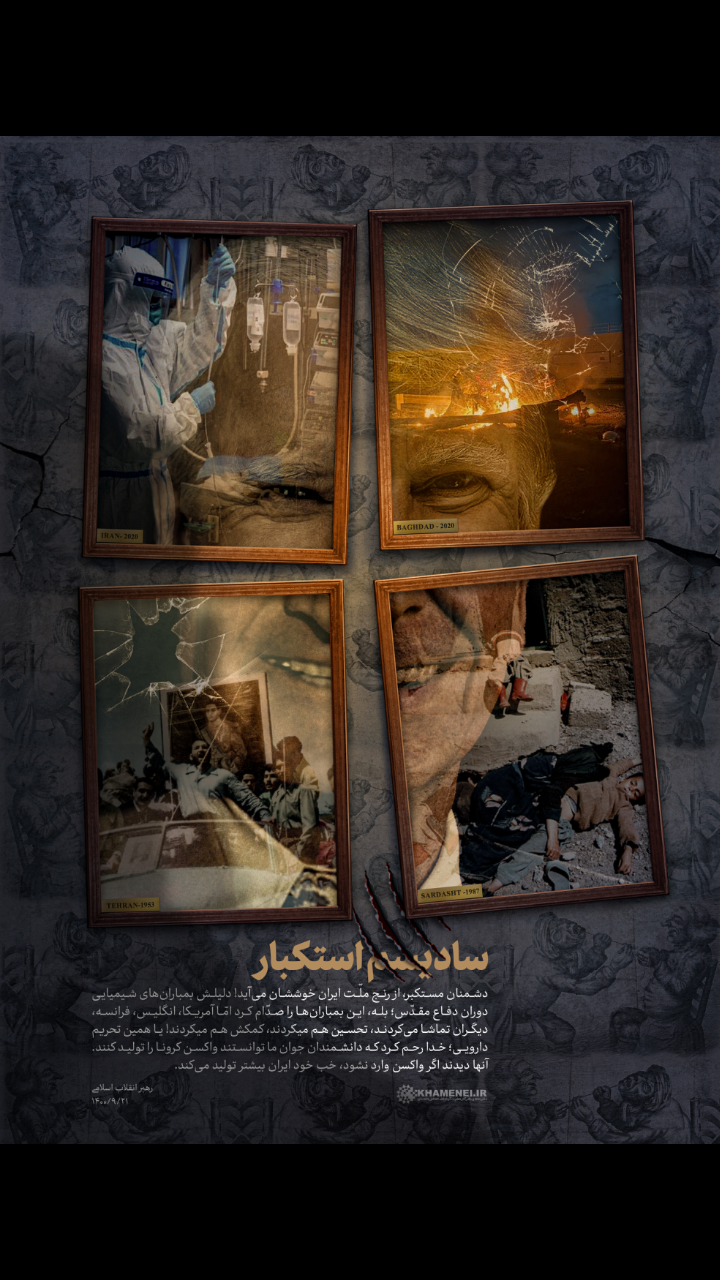 IRAN - 2020
BAGHDAD - 2020
TEHRAN-1953
SARDASHT -1987
سادیسم استکبار
دشمنان مستکبر، از رنج ملّت ایران خوششان می‌آید! دلیلش بمباران‌های شیمیایی
دوران دفاع مقدّس؛ بله، این بمباران‌ها را صدّام کرد امّا آمریکا، انگلیس، فرانسه،
دیگران تماشا می‌کردند، تحسین هم میکردند، کمکش هم میکردند! یا همین تحریم
دارویی؛ خدا رحم کرد که دانشمندان جوان ما توانستند واکسن کرونا را تولید کنند.
آنها دیدند اگر واکسن وارد نشود، خب خود ایران بیشتر تولید می‌کند.
رهبر انقلاب اسلامی
۱۴۰۰/۹/۲۱
KHAMENEI.IR